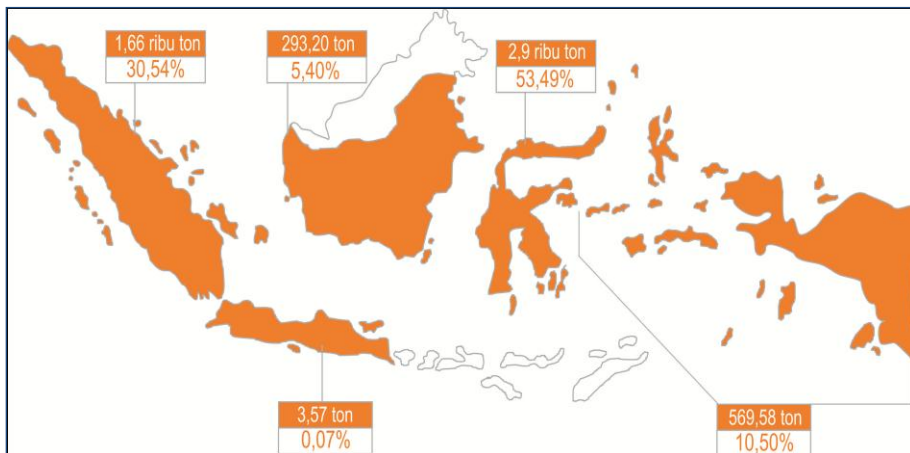 1,66 ribu ton
30,54%
293,20 ton
5,40%
2,9 ribu ton
53,49%
3,57 ton
0,07%
569,58 ton
10,50%